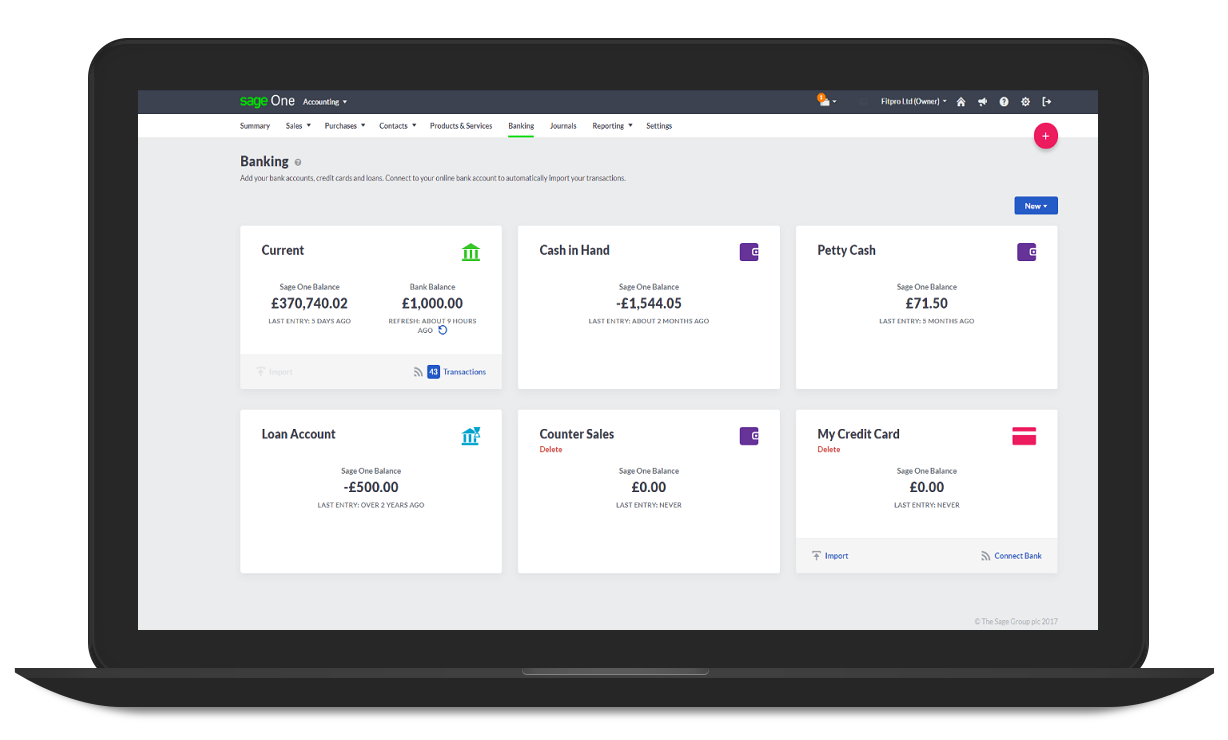 sage One Accounting
1
Fitpro Ltd (Owner)
Summary Sales Purchases Contacts Products & Services Banking Journals Reporting Settings
+
Banking ?
Add your bank accounts, credit cards and loans. Connect to your online bank account to automatically import your transactions.
New
Current
Sage One Balance
£370,740.02
LAST ENTRY: 5 DAYS AGO
Bank Balance
£1,000.00
REFRESH: ABOUT 9 HOURS
AGO
Import
43 Transactions
Cash in Hand
Sage One Balance
-£1,544.05
LAST ENTRY: ABOUT 2 MONTHS AGO
Petty Cash
Sage One Balance
£71.50
LAST ENTRY: 5 MONTHS AGO
Loan Account
Sage One Balance
-£500.00
LAST ENTRY: OVER 2 YEARS AGO
Counter Sales
Delete
Sage One Balance
£0.00
LAST ENTRY: NEVER
My Credit Card
Delete
Sage One Balance
£0.00
LAST ENTRY: NEVER
Import
Connect Bank
© The Sage Group plc 2017